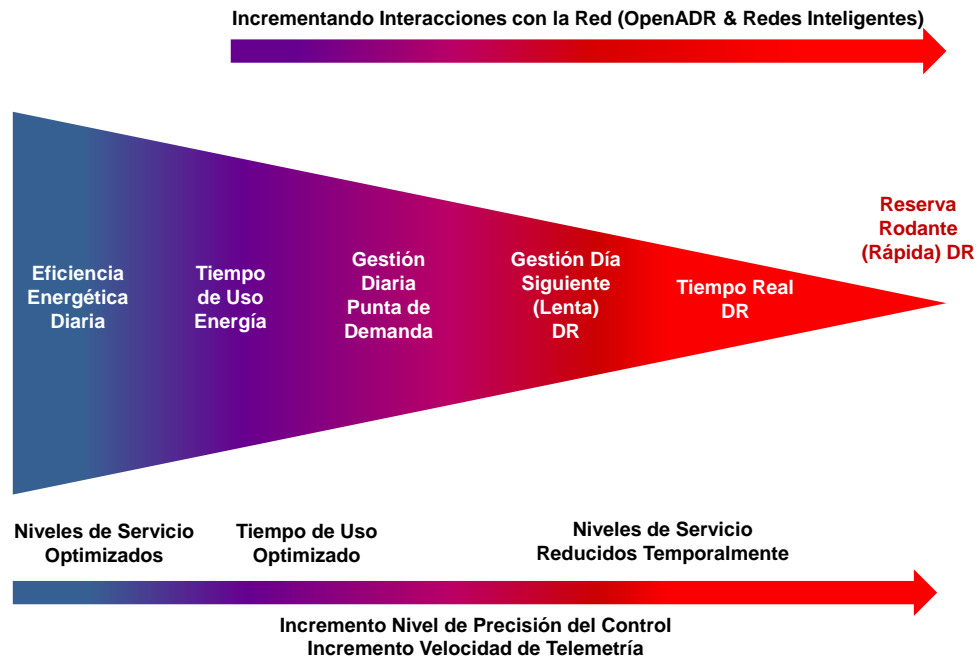 Incrementando Interacciones con la Red (OpenADR & Redes Inteligentes)
Eficiencia
Energética
Diaria
Tiempo
de Uso
Energía
Gestión
Diaria
Punta de
Demanda
Gestión Día
Siguiente
(Lenta)
DR
Tiempo Real
DR
Reserva
Rodante
(Rápida) DR
Niveles de Servicio
Optimizados
Tiempo de Uso
Optimizado
Niveles de Servicio
Reducidos Temporalmente
Incremento Nivel de Precisión del Control
Incremento Velocidad de Telemetría